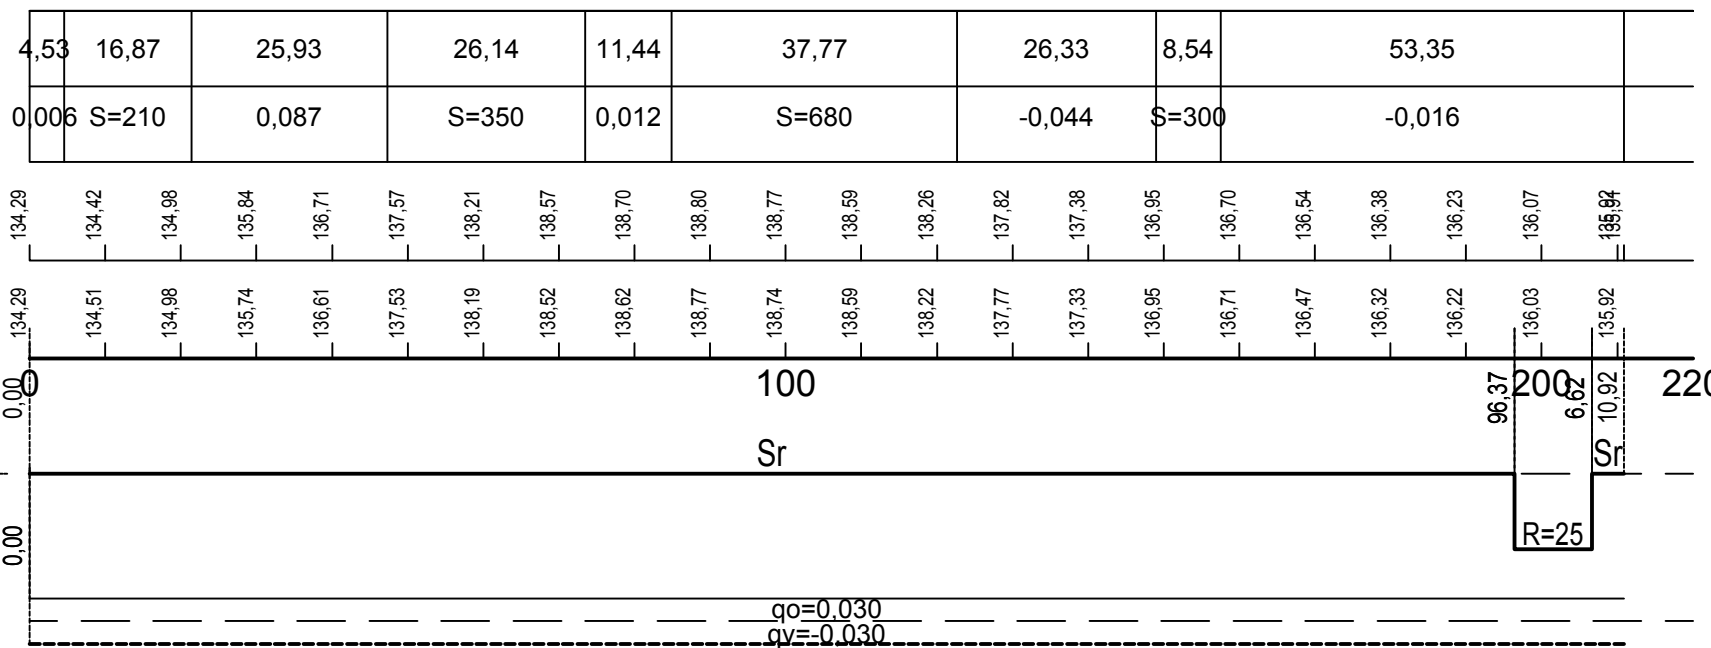 4,53 16,87 25,93 26,14 11,44 37,77 26,33 8,54 53,35
0,006 S=210 0,087 S=350 0,012 S=680 -0,044 S=300 -0,016
134,29 134,42 134,98 135,84 136,71 137,57 138,21 138,57 138,70 138,80 138,77 138,59 138,26 137,82 137,38 136,95 136,70 136,54 136,38 136,23 136,07 135,92 135,91
134,29 134,51 134,98 135,74 136,61 137,53 138,19 138,52 138,62 138,77 138,74 138,59 138,22 137,77 137,33 136,95 136,71 136,47 136,32 136,22 136,03 135,92
0 100 200 220
0,00 96,37 6,62 10,92
Sr Sr
0,00 R=25
qo=0,030
qv=-0,030